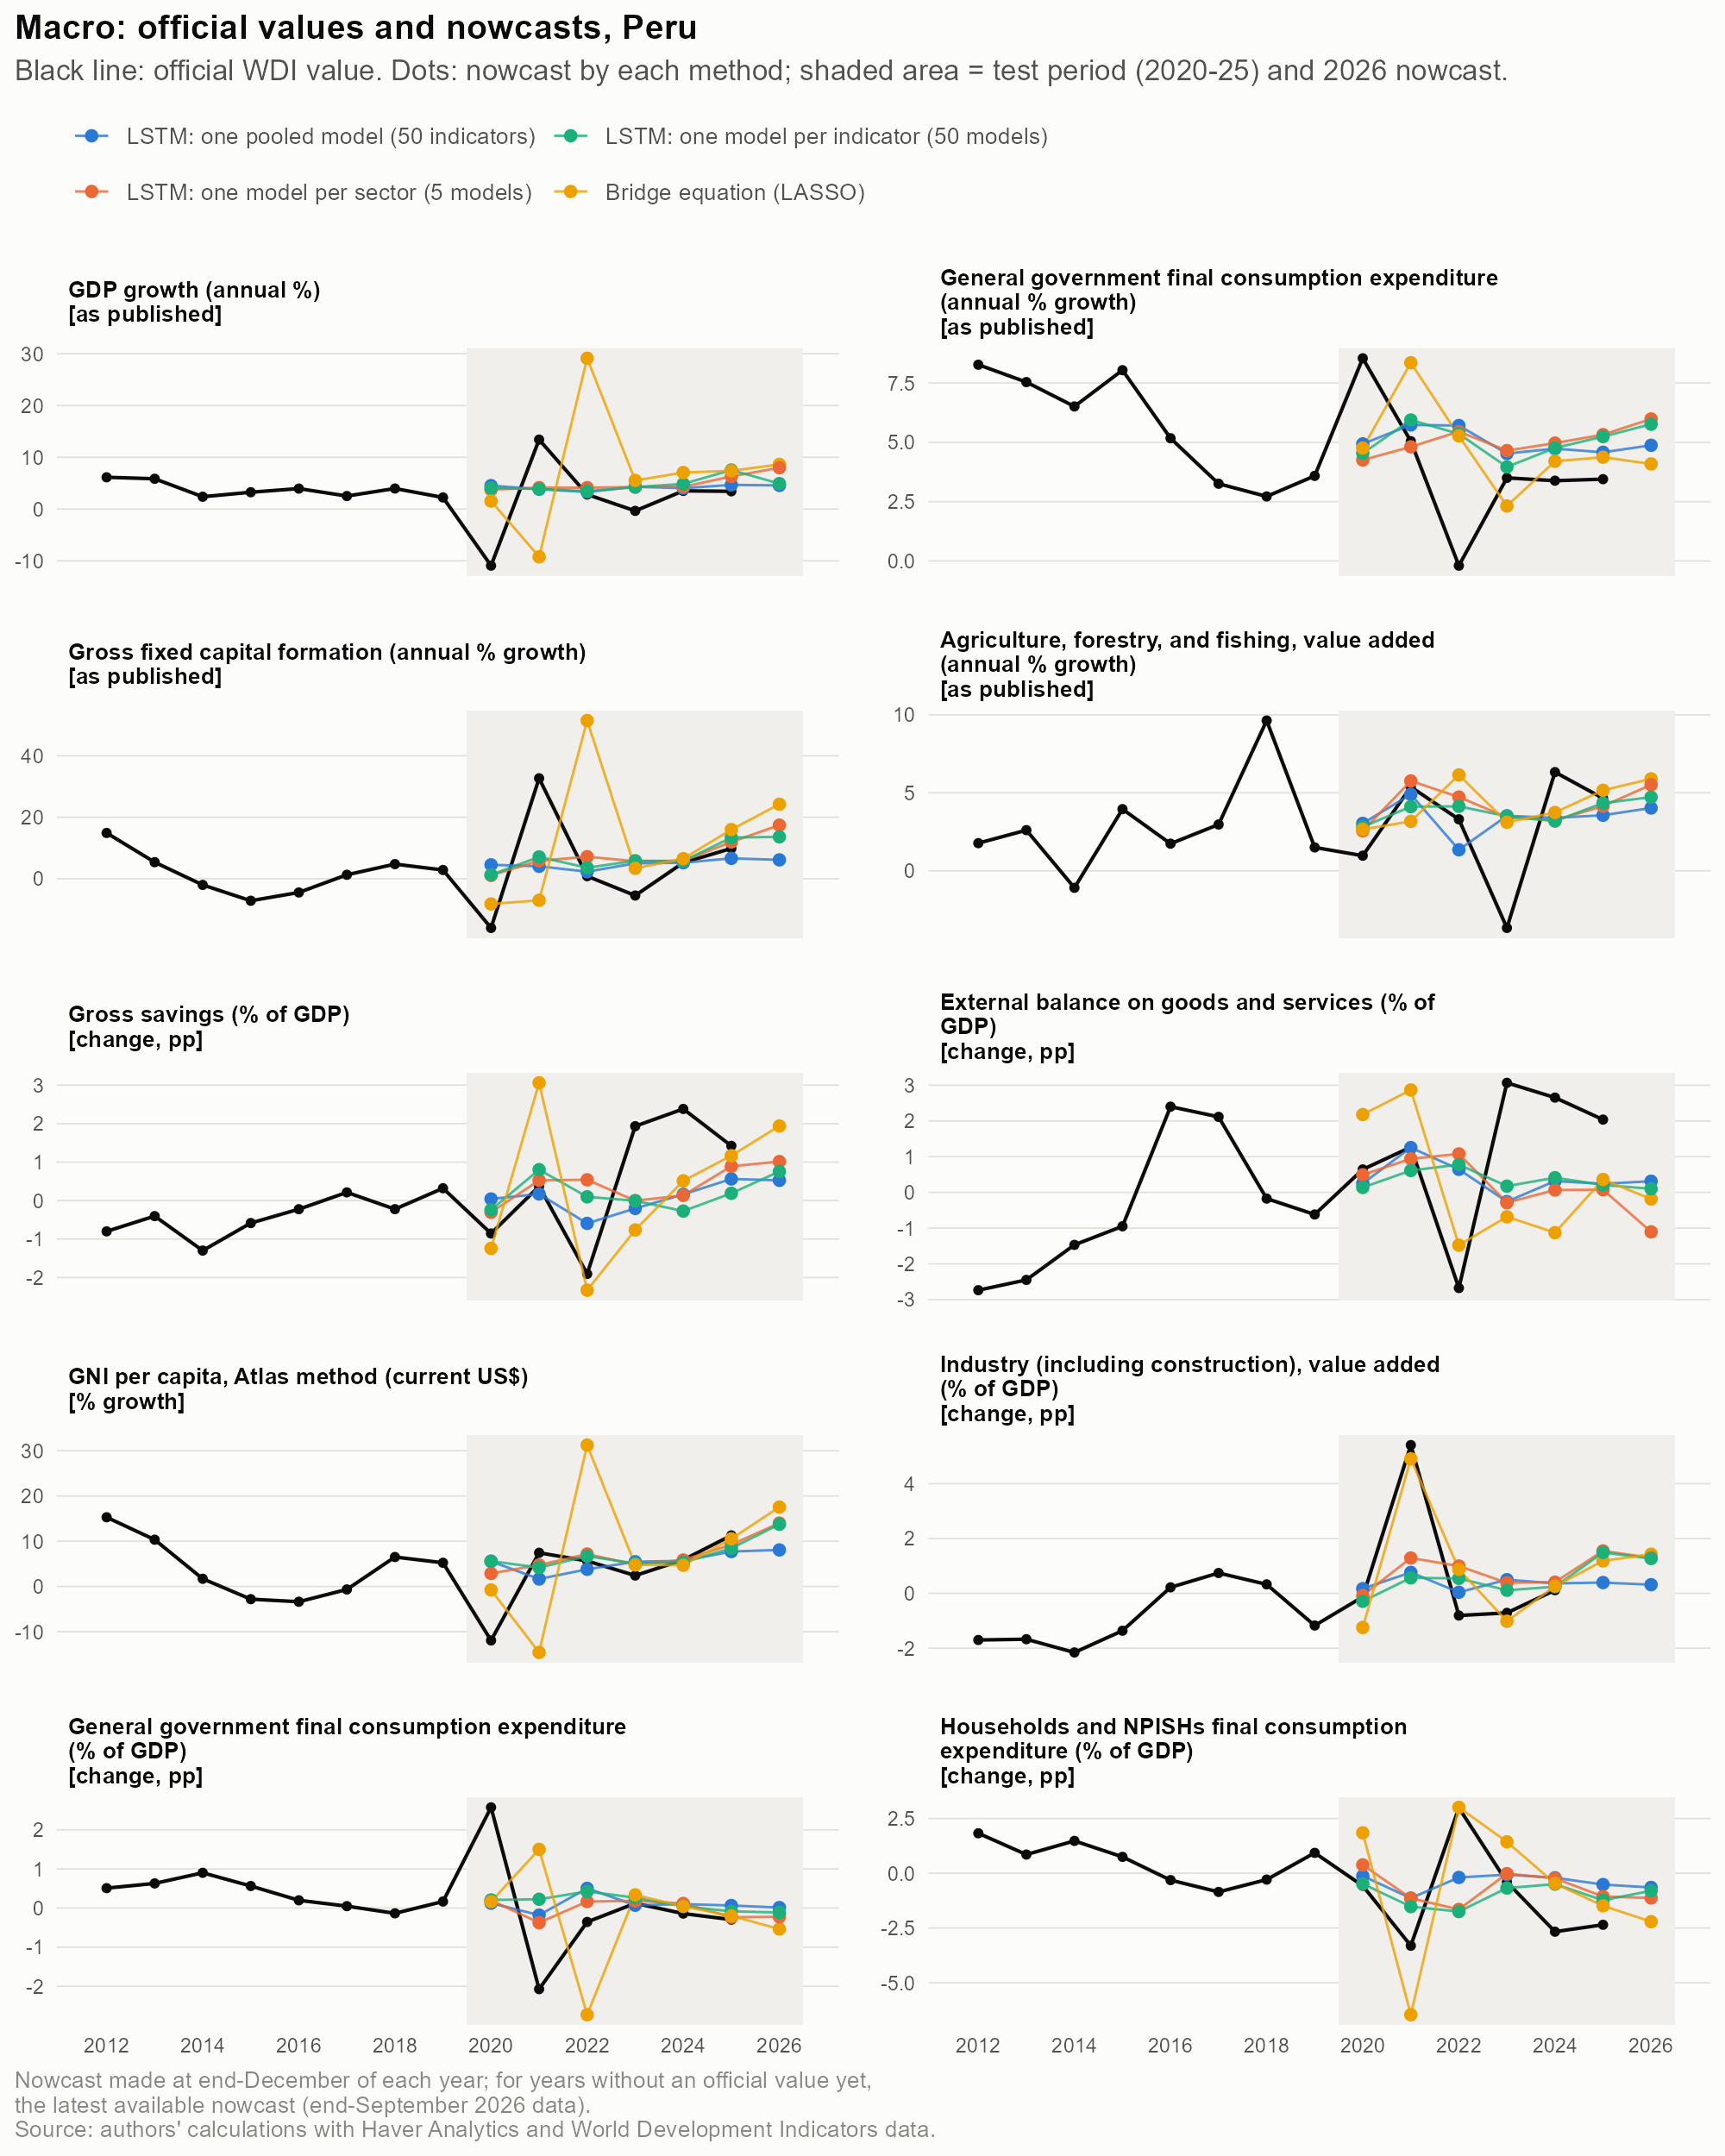 Macro: official values and nowcasts, Peru
Black line: official WDI value. Dots: nowcast by each method; shaded area = test period (2020-25) and 2026 nowcast.
LSTM: one pooled model (50 indicators)
LSTM: one model per indicator (50 models)
LSTM: one model per sector (5 models)
Bridge equation (LASSO)
GDP growth (annual %)
[as published]
30
20
10
0
-10
General government final consumption expenditure
(annual % growth)
[as published]
7.5
5.0
2.5
0.0
Gross fixed capital formation (annual % growth)
[as published]
40
20
0
Agriculture, forestry, and fishing, value added
(annual % growth)
[as published]
10
5
0
Gross savings (% of GDP)
[change, pp]
3
2
1
0
-1
-2
External balance on goods and services (% of
GDP)
[change, pp]
3
2
1
0
-1
-2
-3
GNI per capita, Atlas method (current US$)
[% growth]
30
20
10
0
-10
Industry (including construction), value added
(% of GDP)
[change, pp]
4
2
0
-2
General government final consumption expenditure
(% of GDP)
[change, pp]
2
1
0
-1
-2
2012 2014 2016 2018 2020 2022 2024 2026
Households and NPISHs final consumption
expenditure (% of GDP)
[change, pp]
2.5
0.0
-2.5
-5.0
2012 2014 2016 2018 2020 2022 2024 2026
Nowcast made at end-December of each year; for years without an official value yet,
the latest available nowcast (end-September 2026 data).
Source: authors' calculations with Haver Analytics and World Development Indicators data.